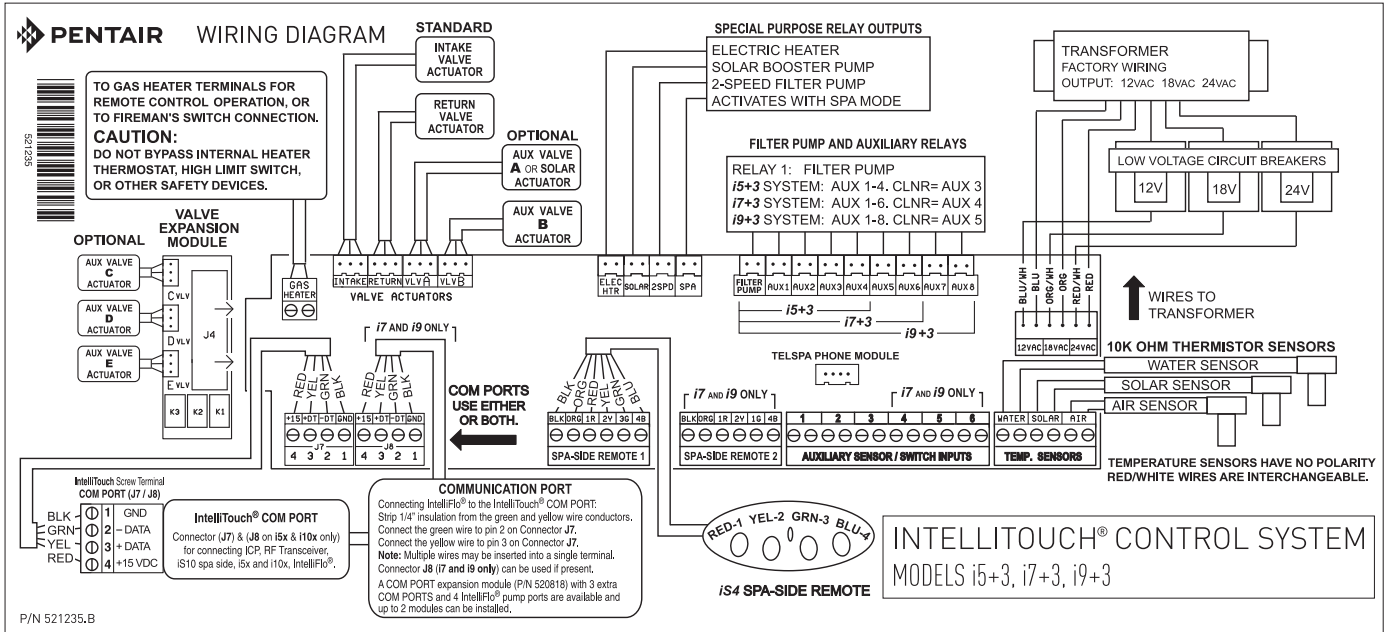 PENTAIR WIRING DIAGRAM
521235
TO GAS HEATER TERMINALS FOR
REMOTE CONTROL OPERATION, OR
TO FIREMAN'S SWITCH CONNECTION.
CAUTION:
DO NOT BYPASS INTERNAL HEATER
THERMOSTAT, HIGH LIMIT SWITCH,
OR OTHER SAFETY DEVICES.
STANDARD
INTAKE
VALVE
ACTUATOR
RETURN
VALVE
ACTUATOR
OPTIONAL
AUX VALVE
A OR SOLAR
ACTUATOR
AUX VALVE
B
ACTUATOR
SPECIAL PURPOSE RELAY OUTPUTS
ELECTRIC HEATER
SOLAR BOOSTER PUMP
2-SPEED FILTER PUMP
ACTIVATES WITH SPA MODE
FILTER PUMP AND AUXILIARY RELAYS
RELAY 1: FILTER PUMP
i5+3 SYSTEM: AUX 1-4. CLNR= AUX 3
i7+3 SYSTEM: AUX 1-6. CLNR= AUX 4
i9+3 SYSTEM: AUX 1-8. CLNR= AUX 5
TRANSFORMER
FACTORY WIRING
OUTPUT: 12VAC 18VAC 24VAC
LOW VOLTAGE CIRCUIT BREAKERS
12V 18V 24V
VALVE
EXPANSION
MODULE
OPTIONAL
AUX VALVE
C
ACTUATOR
AUX VALVE
D
ACTUATOR
AUX VALVE
E
ACTUATOR
C VLV
D VLV
E VLV
J4
K3 K2 K1
GAS
HEATER
INTAKE RETURN VLVA VLVB
VALVE ACTUATORS
ELEC
HTR SOLAR 2SPD SPA
FILTER
PUMP AUX1 AUX2 AUX3 AUX4 AUX5 AUX6 AUX7 AUX8
i5+3
i7+3
i9+3
BLU/WH BLU ORG/WH ORG RED/WH RED
WIRES TO
TRANSFORMER
12VAC 18VAC 24VAC
TELSPA PHONE MODULE
10K OHM THERMISTOR SENSORS
WATER SENSOR
SOLAR SENSOR
AIR SENSOR
i7 AND i9 ONLY
RED YEL GRN BLK
RED YEL GRN BLK
+15 +DT -DT GND
+15 +DT -DT GND
J7
4 3 2 1
J8
4 3 2 1
COM PORTS
USE EITHER
OR BOTH.
BLK ORG RED YEL GRN BLU
BLK ORG 1R 2Y 3G 4B
SPA-SIDE REMOTE 1
i7 AND i9 ONLY
BLK ORG 1R 2Y 1G 4B
SPA-SIDE REMOTE 2
i7 AND i9 ONLY
1 2 3 4 5 6
AUXILIARY SENSOR / SWITCH INPUTS
WATER SOLAR AIR
TEMP. SENSORS
TEMPERATURE SENSORS HAVE NO POLARITY
RED/WHITE WIRES ARE INTERCHANGEABLE.
IntelliTouch Screw Terminal
COM PORT (J7 / J8)
BLK 1 GND
GRN 2 – DATA
YEL 3 + DATA
RED 4 +15 VDC
IntelliTouch® COM PORT
Connector (J7) & (J8 on i5x & i10x only)
for connecting ICP, RF Transceiver,
iS10 spa side, i5x and i10x, IntelliFlo®.
COMMUNICATION PORT
Connecting IntelliFlo® to the IntelliTouch® COM PORT:
Strip 1/4" insulation from the green and yellow wire conductors.
Connect the green wire to pin 2 on Connector J7.
Connect the yellow wire to pin 3 on Connector J7.
Note: Multiple wires may be inserted into a single terminal.
Connector J8 (i7 and i9 only) can be used if present.
A COM PORT expansion module (P/N 520818) with 3 extra
COM PORTS and 4 IntelliFlo® pump ports are available and
up to 2 modules can be installed.
RED-1 YEL-2 GRN-3 BLU-4
iS4 SPA-SIDE REMOTE
INTELLITOUCH® CONTROL SYSTEM
MODELS i5+3, i7+3, i9+3
P/N 521235.B